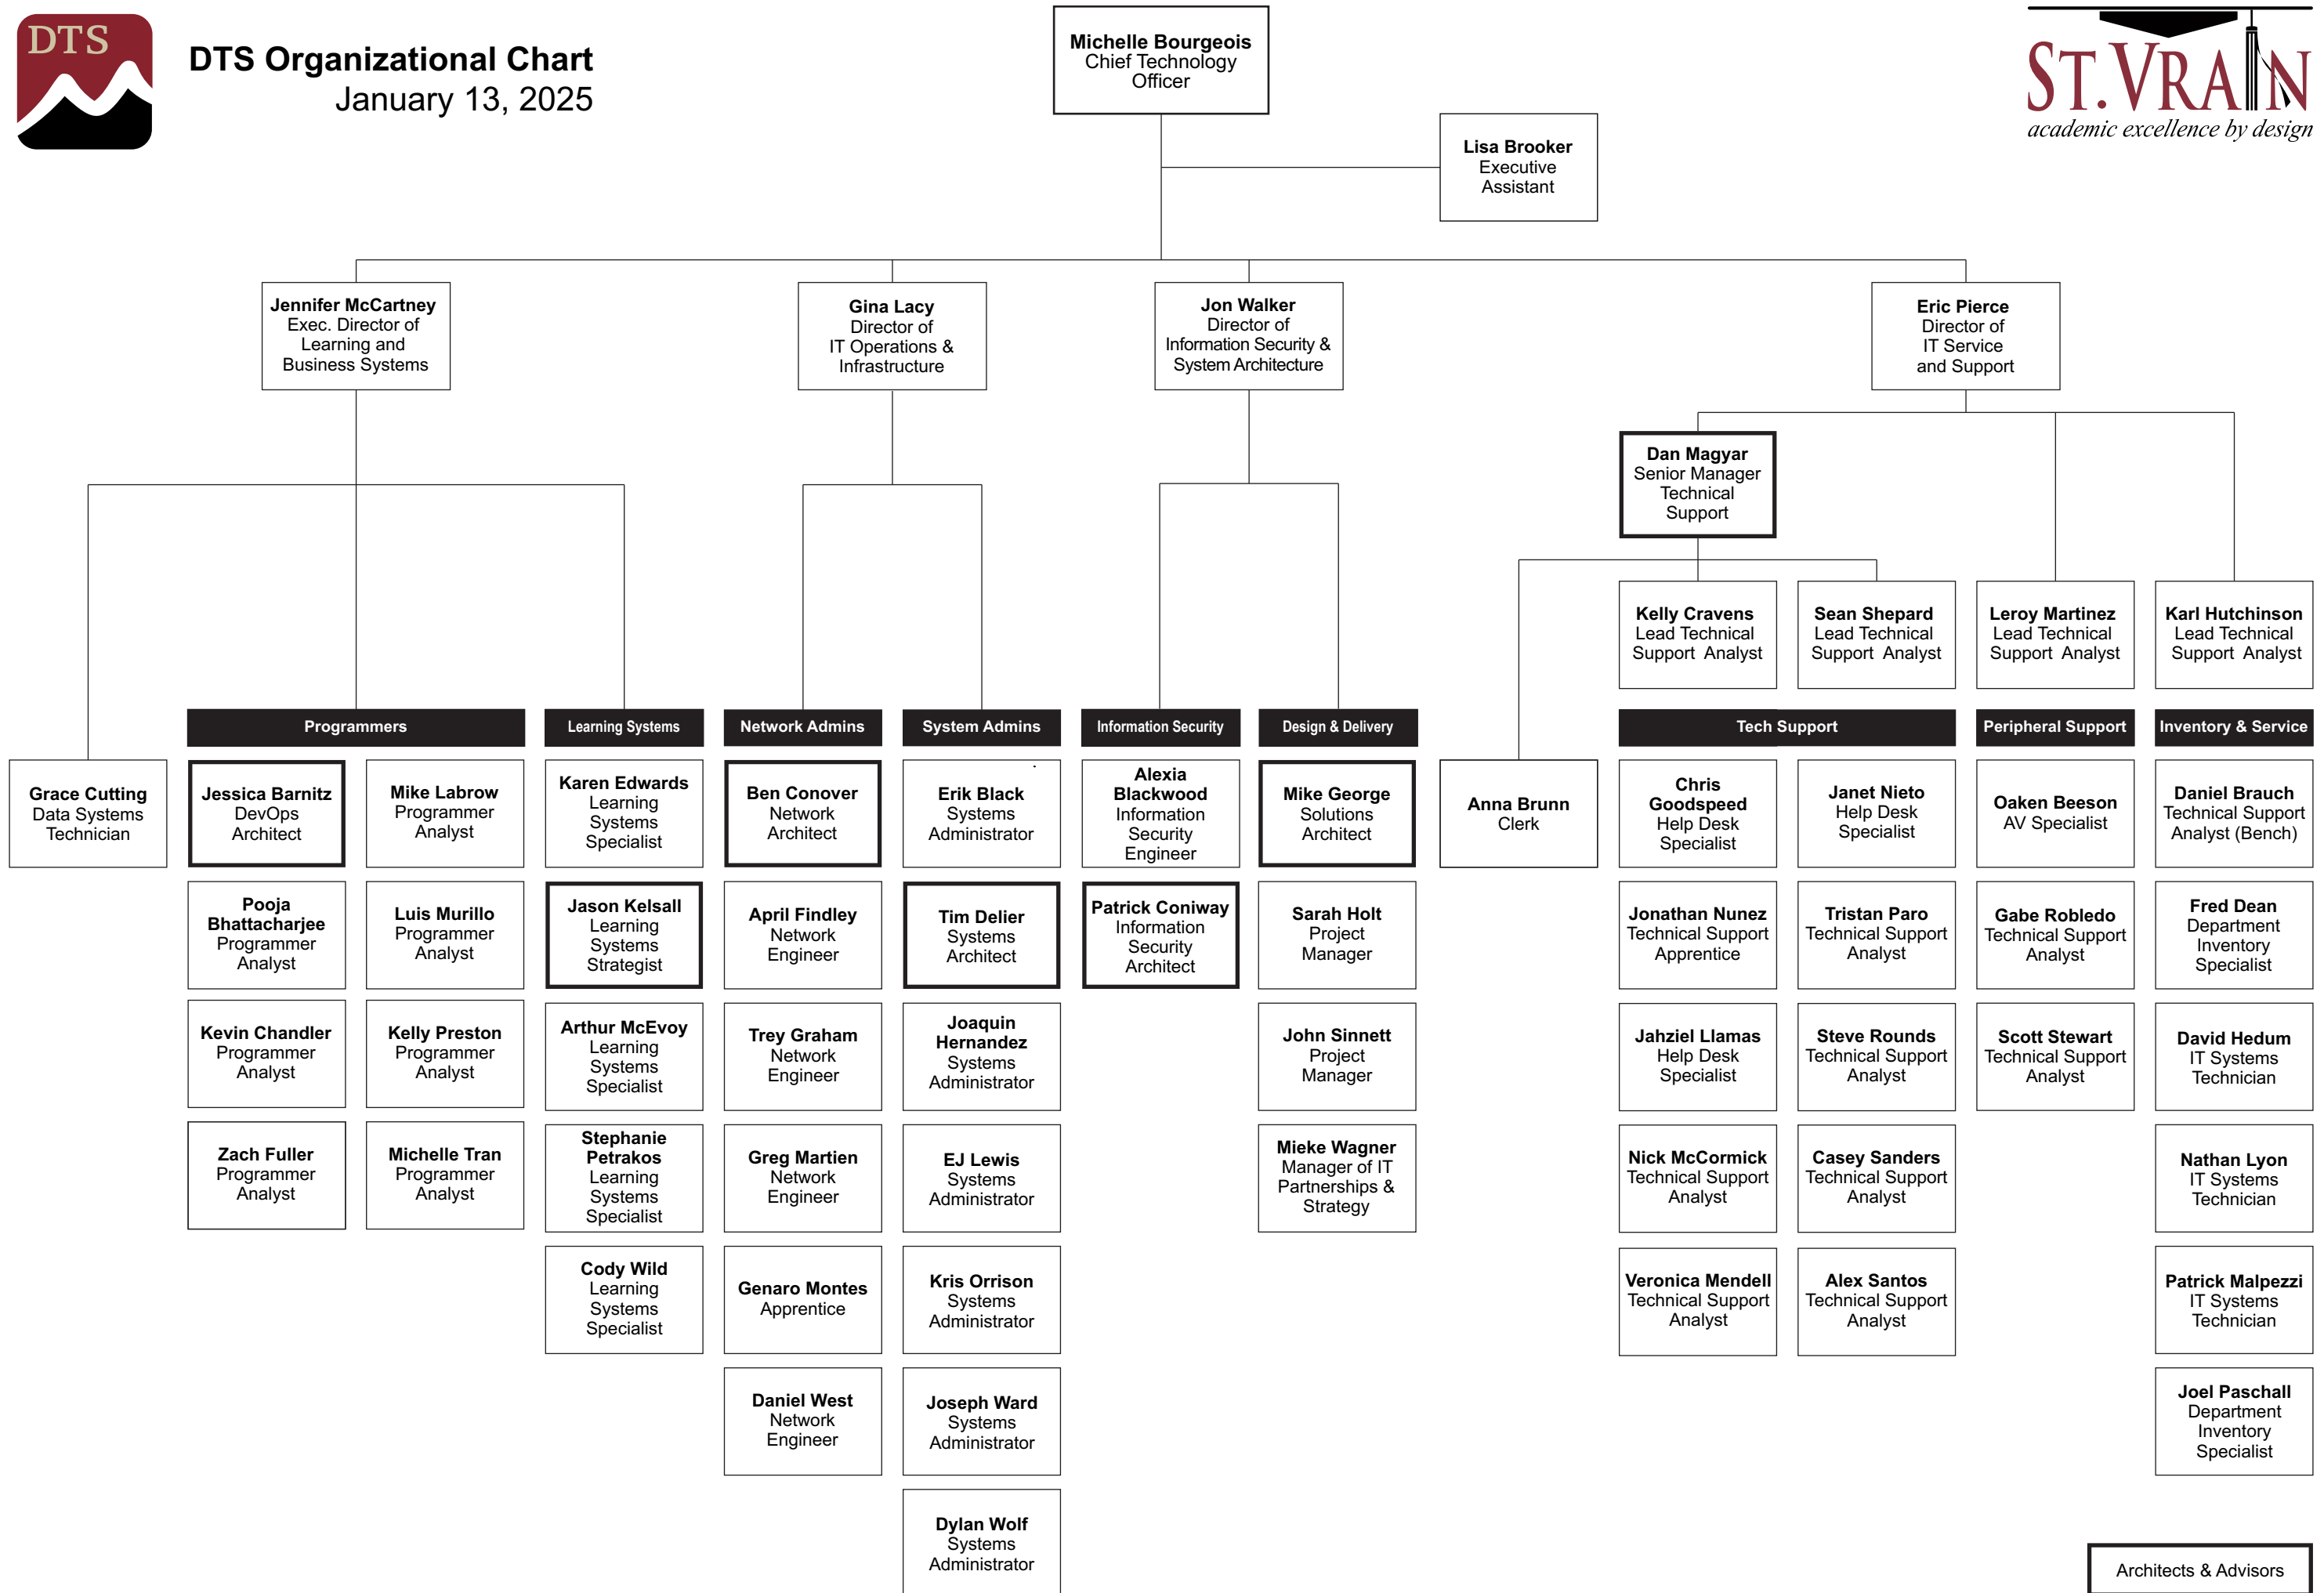 DTS
DTS Organizational Chart
January 13, 2025
ST. VRAIN
academic excellence by design
Michelle Bourgeois
Chief Technology
Officer
Lisa Brooker
Executive
Assistant
Jennifer McCartney
Exec. Director of
Learning and
Business Systems
Gina Lacy
Director of
IT Operations &
Infrastructure
Jon Walker
Director of
Information Security &
System Architecture
Eric Pierce
Director of
IT Service
and Support
Dan Magyar
Senior Manager
Technical
Support
Kelly Cravens
Lead Technical
Support Analyst
Sean Shepard
Lead Technical
Support Analyst
Leroy Martinez
Lead Technical
Support Analyst
Karl Hutchinson
Lead Technical
Support Analyst
Grace Cutting
Data Systems
Technician
Programmers
Jessica Barnitz
DevOps
Architect
Mike Labrow
Programmer
Analyst
Pooja
Bhattacharjee
Programmer
Analyst
Luis Murillo
Programmer
Analyst
Kevin Chandler
Programmer
Analyst
Kelly Preston
Programmer
Analyst
Zach Fuller
Programmer
Analyst
Michelle Tran
Programmer
Analyst
Learning Systems
Karen Edwards
Learning
Systems
Specialist
Jason Kelsall
Learning
Systems
Strategist
Arthur McEvoy
Learning
Systems
Specialist
Stephanie
Petrakos
Learning
Systems
Specialist
Cody Wild
Learning
Systems
Specialist
Network Admins
Ben Conover
Network
Architect
April Findley
Network
Engineer
Trey Graham
Network
Engineer
Greg Martien
Network
Engineer
Genaro Montes
Apprentice
Daniel West
Network
Engineer
System Admins
Erik Black
Systems
Administrator
Tim Delier
Systems
Architect
Joaquin
Hernandez
Systems
Administrator
EJ Lewis
Systems
Administrator
Kris Orrison
Systems
Administrator
Joseph Ward
Systems
Administrator
Dylan Wolf
Systems
Administrator
Information Security
Alexia
Blackwood
Information
Security
Engineer
Patrick Coniway
Information
Security
Architect
Design & Delivery
Mike George
Solutions
Architect
Sarah Holt
Project
Manager
John Sinnett
Project
Manager
Mieke Wagner
Manager of IT
Partnerships &
Strategy
Anna Brunn
Clerk
Tech Support
Chris
Goodspeed
Help Desk
Specialist
Janet Nieto
Help Desk
Specialist
Jonathan Nunez
Technical Support
Apprentice
Tristan Paro
Technical Support
Analyst
Jahziel Llamas
Help Desk
Specialist
Steve Rounds
Technical Support
Analyst
Nick McCormick
Technical Support
Analyst
Casey Sanders
Technical Support
Analyst
Veronica Mendell
Technical Support
Analyst
Alex Santos
Technical Support
Analyst
Peripheral Support
Oaken Beeson
AV Specialist
Gabe Robledo
Technical Support
Analyst
Scott Stewart
Technical Support
Analyst
Inventory & Service
Daniel Brauch
Technical Support
Analyst (Bench)
Fred Dean
Department
Inventory
Specialist
David Hedum
IT Systems
Technician
Nathan Lyon
IT Systems
Technician
Patrick Malpezzi
IT Systems
Technician
Joel Paschall
Department
Inventory
Specialist
Architects & Advisors